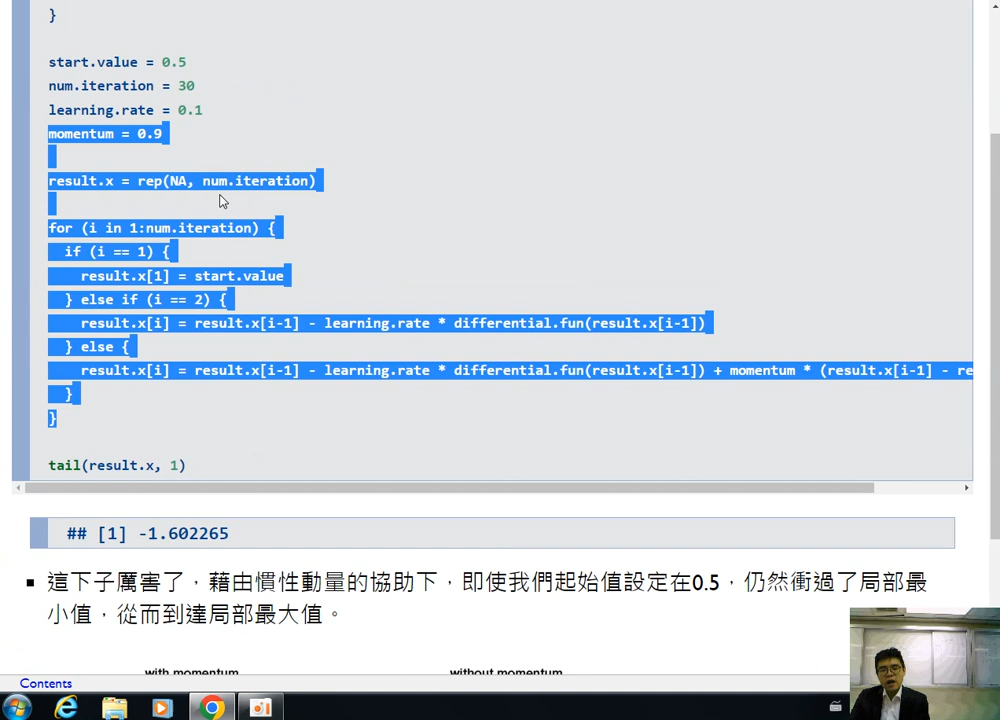 }
start.value = 0.5
num.iteration = 30
learning.rate = 0.1
momentum = 0.9
result.x = rep(NA, num.iteration)
for (i in 1:num.iteration) {
if (i == 1) {
result.x[1] = start.value
} else if (i == 2) {
result.x[i] = result.x[i-1] - learning.rate * differential.fun(result.x[i-1])
} else {
result.x[i] = result.x[i-1] - learning.rate * differential.fun(result.x[i-1]) + momentum * (result.x[i-1] - re
}
}
tail(result.x, 1)
## [1] -1.602265
▪ 這下子厲害了，藉由慣性動量的協助下，即使我們起始值設定在0.5，仍然衝過了局部最
小值，從而到達局部最大值。
with momentum without momentum
Contents